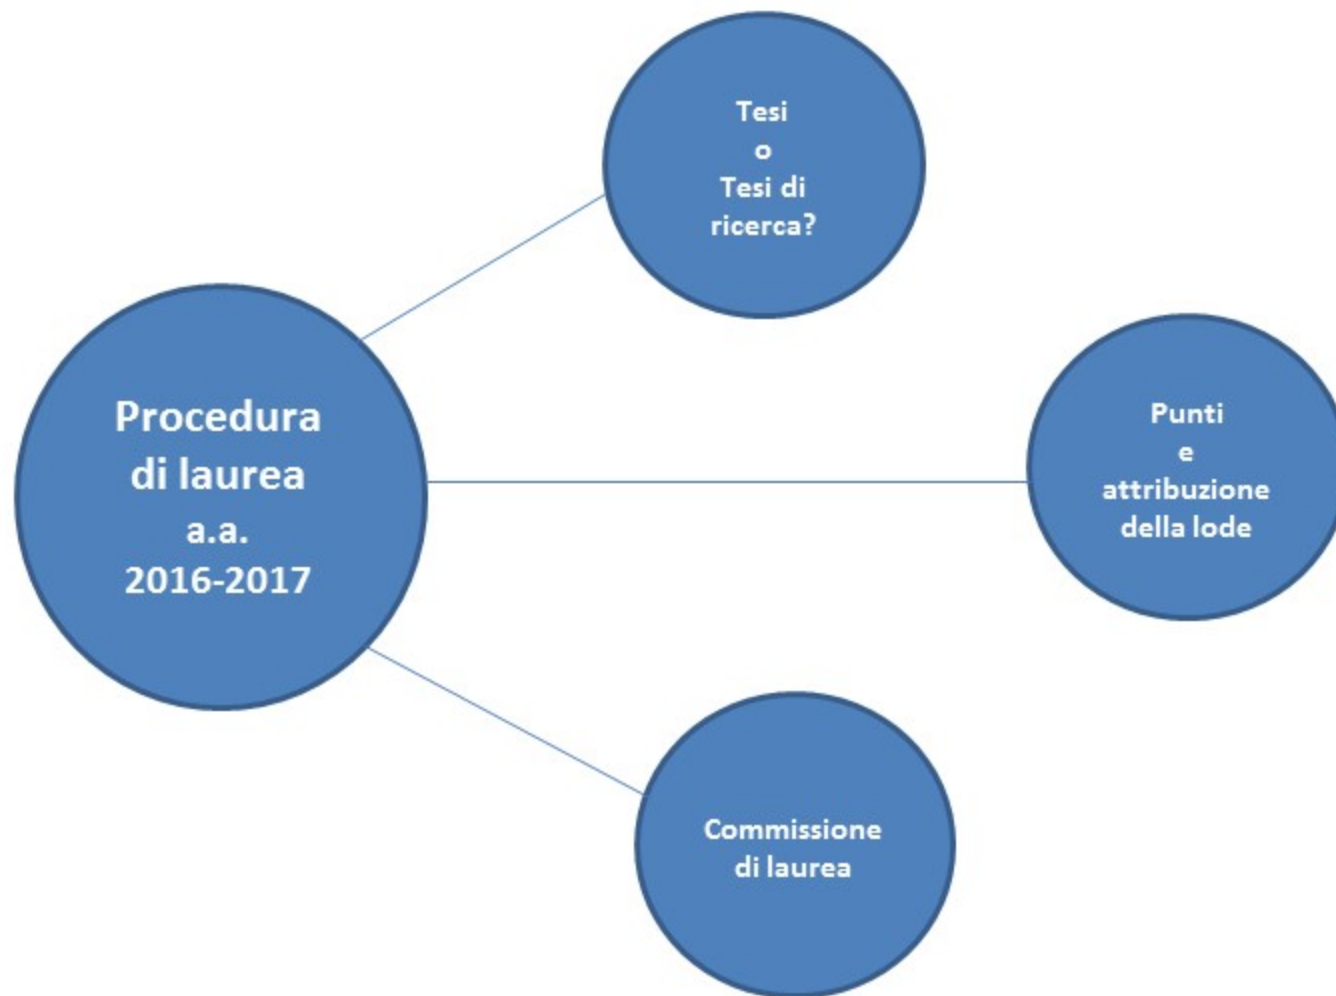 Procedura
di laurea
a.a.
2016-2017
Tesi
o
Tesi di
ricerca?
Punti
e
attribuzione
della lode
Commissione
di laurea